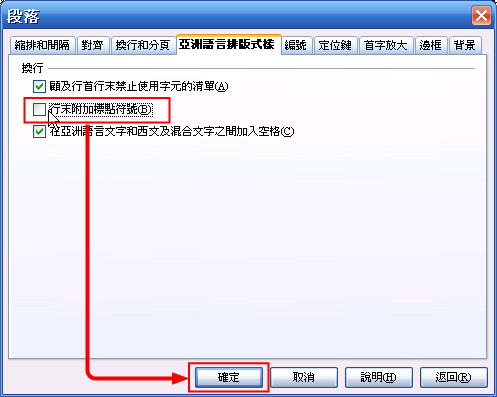 段落
縮排和間隔 對齊 換行和分頁 亞洲語言排版式樣 編號 定位鍵 首字放大 邊框 背景
換行
顧及行首行末禁止使用字元的清單(A)
行末附加標點符號(B)
在亞洲語言文字和西文及混合文字之間加入空格(C)
確定 取消 說明(H) 返回(R)